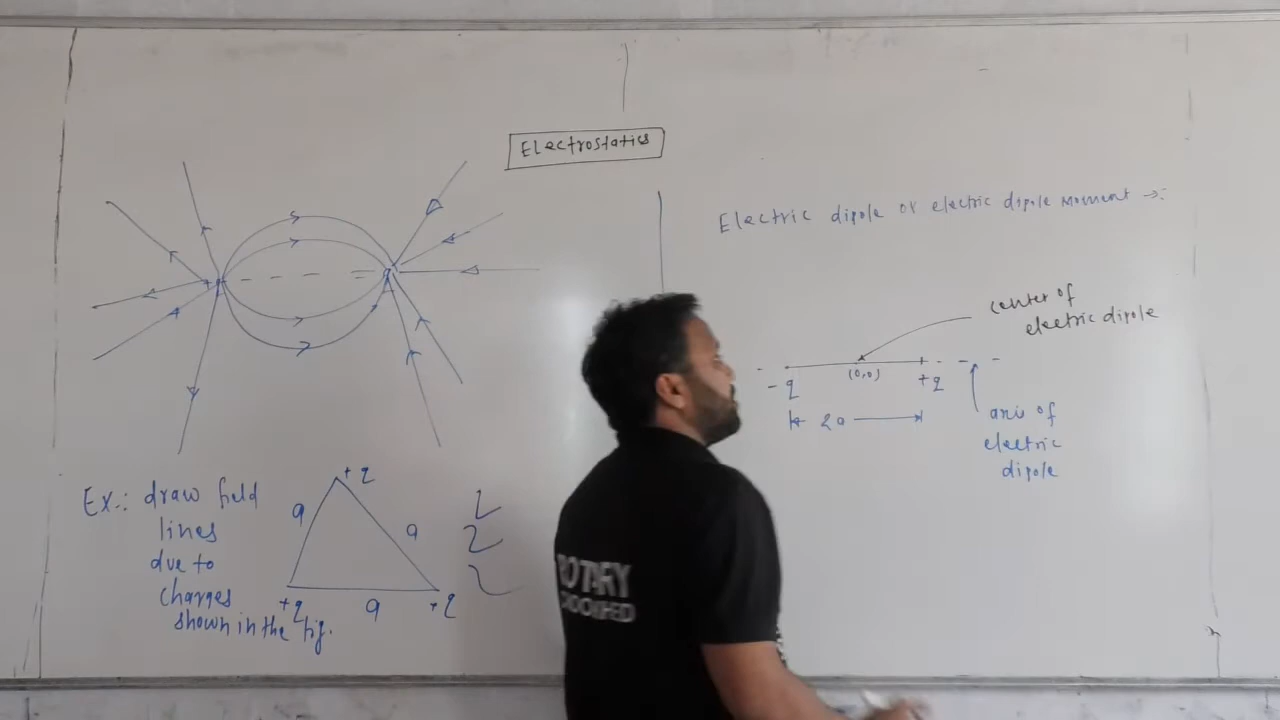 Electrostatics
Electric dipole or electric dipole Moment →:
center of
electric dipole
(0,0)
- q
+ q
2a
axis of
electric
dipole
Ex.: draw field
lines
due to
charges
shown in the fig.
+ q
a
a
+q
a
+q
ROTARY